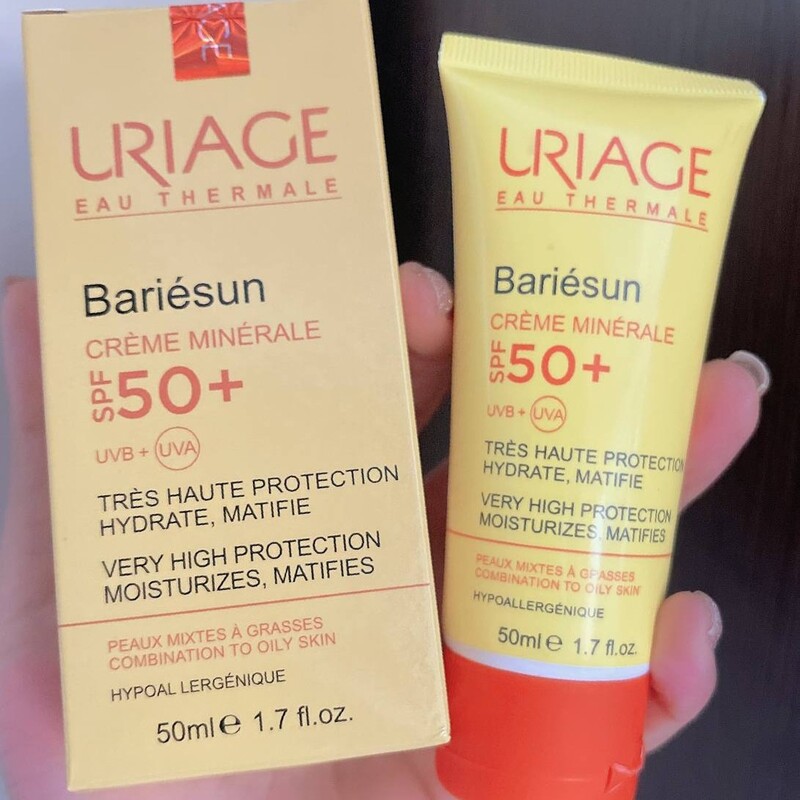 URIAGE
EAU THERMALE
Bariésun
CRÈME MINÉRALE
SPF 50+
UVB + UVA
TRÈS HAUTE PROTECTION
HYDRATE, MATIFIE
VERY HIGH PROTECTION
MOISTURIZES, MATIFIES
PEAUX MIXTES À GRASSES
COMBINATION TO OILY SKIN
HYPOAL LERGÉNIQUE
50ml e 1.7 fl.oz.
URIAGE
EAU THERMALE
Bariésun
CRÈME MINÉRALE
SPF 50+
UVB + UVA
TRÈS HAUTE PROTECTION
HYDRATE, MATIFIE
VERY HIGH PROTECTION
MOISTURIZES, MATIFIES
PEAUX MIXTES À GRASSES
COMBINATION TO OILY SKIN
HYPOALLERGÉNIQUE
50ml e 1.7 fl.oz.